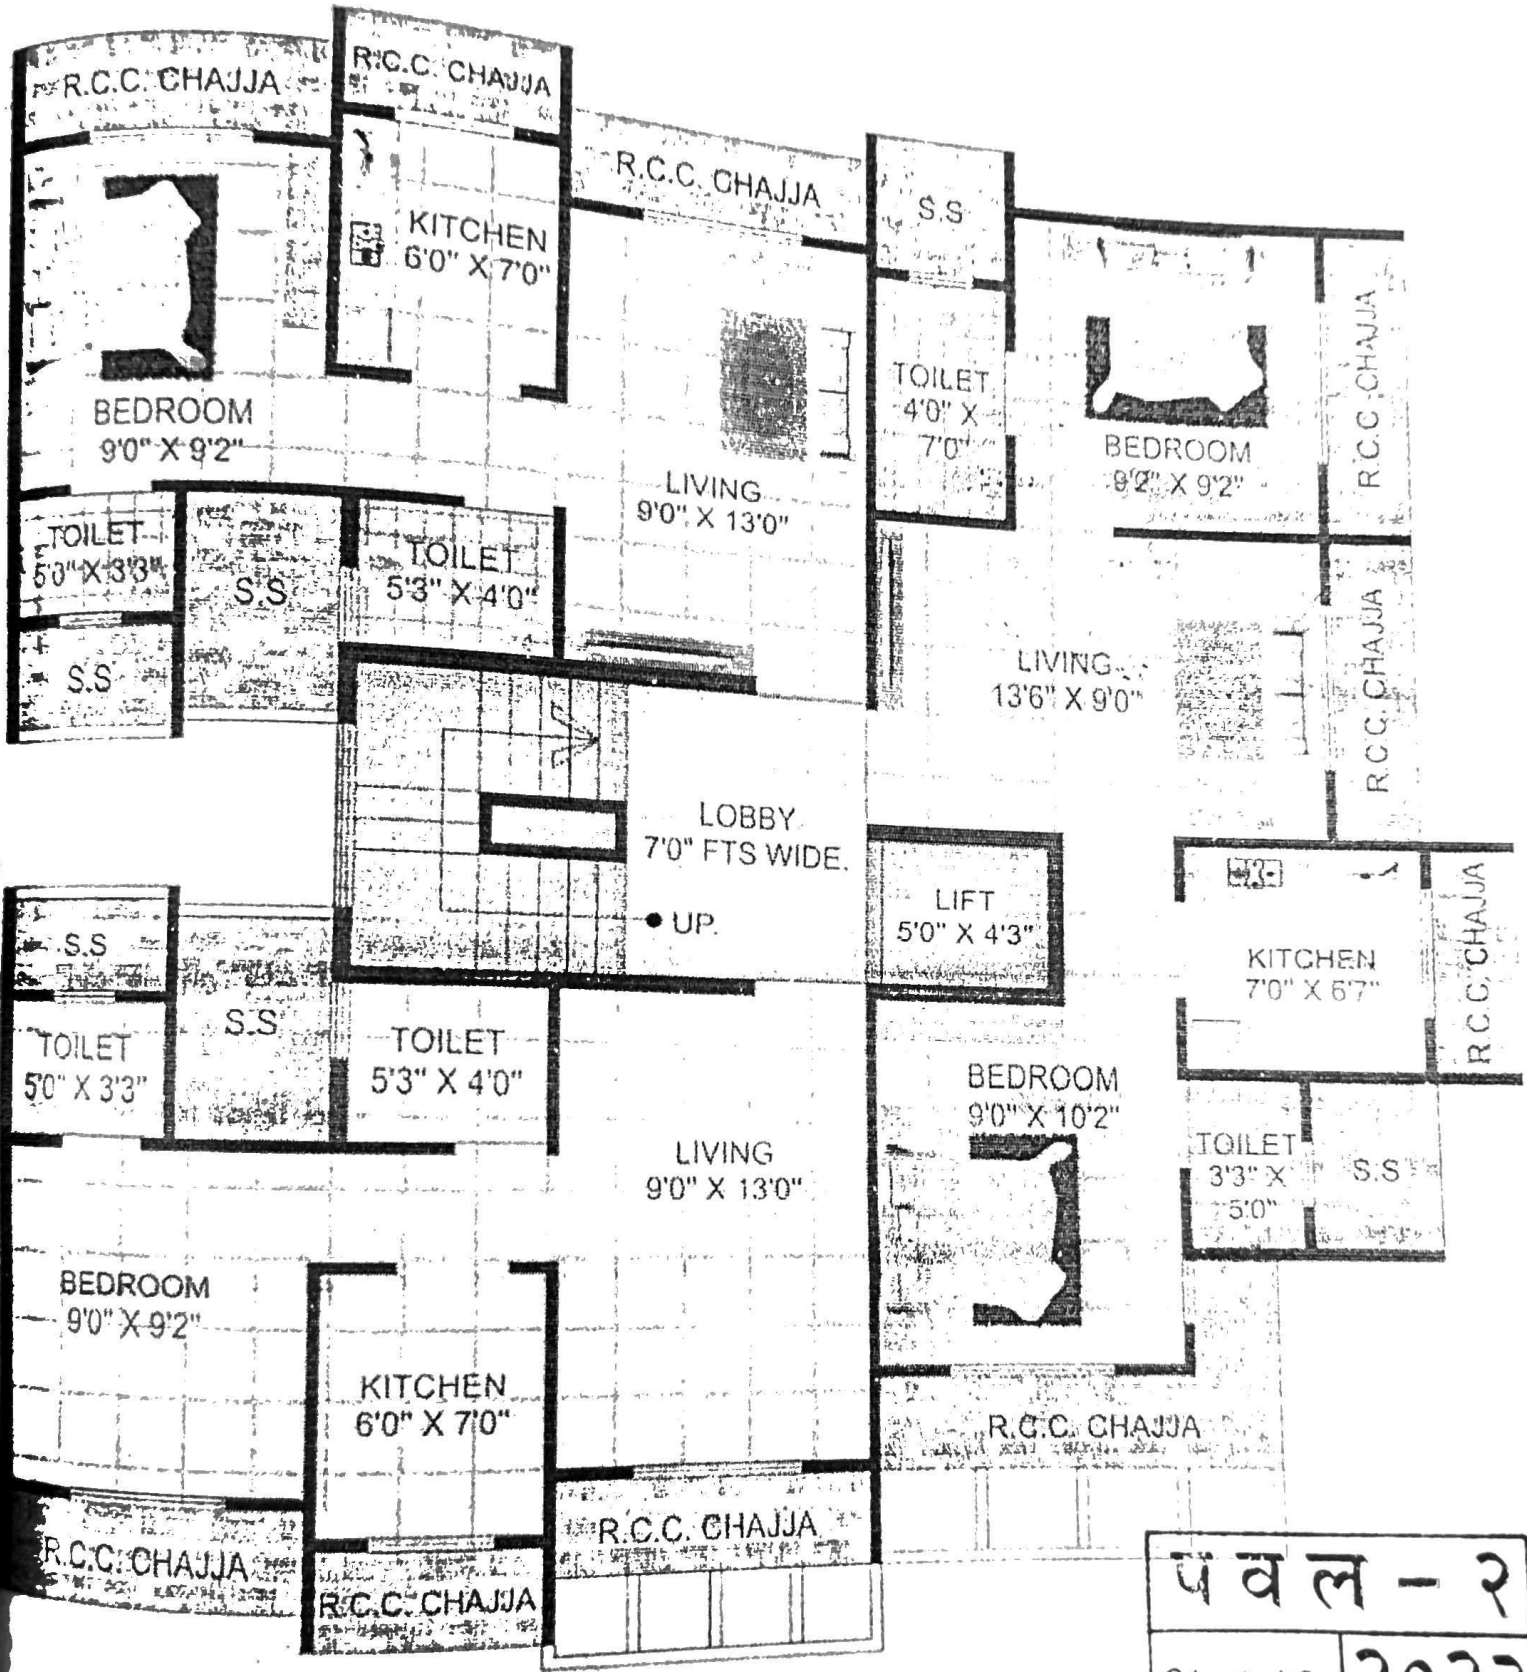 R.C.C. CHAJJA
R.C.C. CHAJJA
R.C.C. CHAJJA
S.S
KITCHEN
6'0" X 7'0"
BEDROOM
9'0" X 9'2"
LIVING
9'0" X 13'0"
TOILET
4'0" X
7'0"
BEDROOM
9'2" X 9'2"
R.C.C. CHAJJA
TOILET
5'0" X 3'3"
S.S
TOILET
5'3" X 4'0"
S.S
LIVING
13'6" X 9'0"
R.C.C. CHAJJA
LOBBY
7'0" FTS WIDE.
UP.
LIFT
5'0" X 4'3"
KITCHEN
7'0" X 6'7"
R.C.C. CHAJJA
S.S
S.S
TOILET
5'0" X 3'3"
TOILET
5'3" X 4'0"
BEDROOM
9'0" X 10'2"
LIVING
9'0" X 13'0"
TOILET
3'3" X
5'0"
S.S
BEDROOM
9'0" X 9'2"
KITCHEN
6'0" X 7'0"
R.C.C. CHAJJA
R.C.C. CHAJJA
R.C.C. CHAJJA
R.C.C. CHAJJA
पवल - २